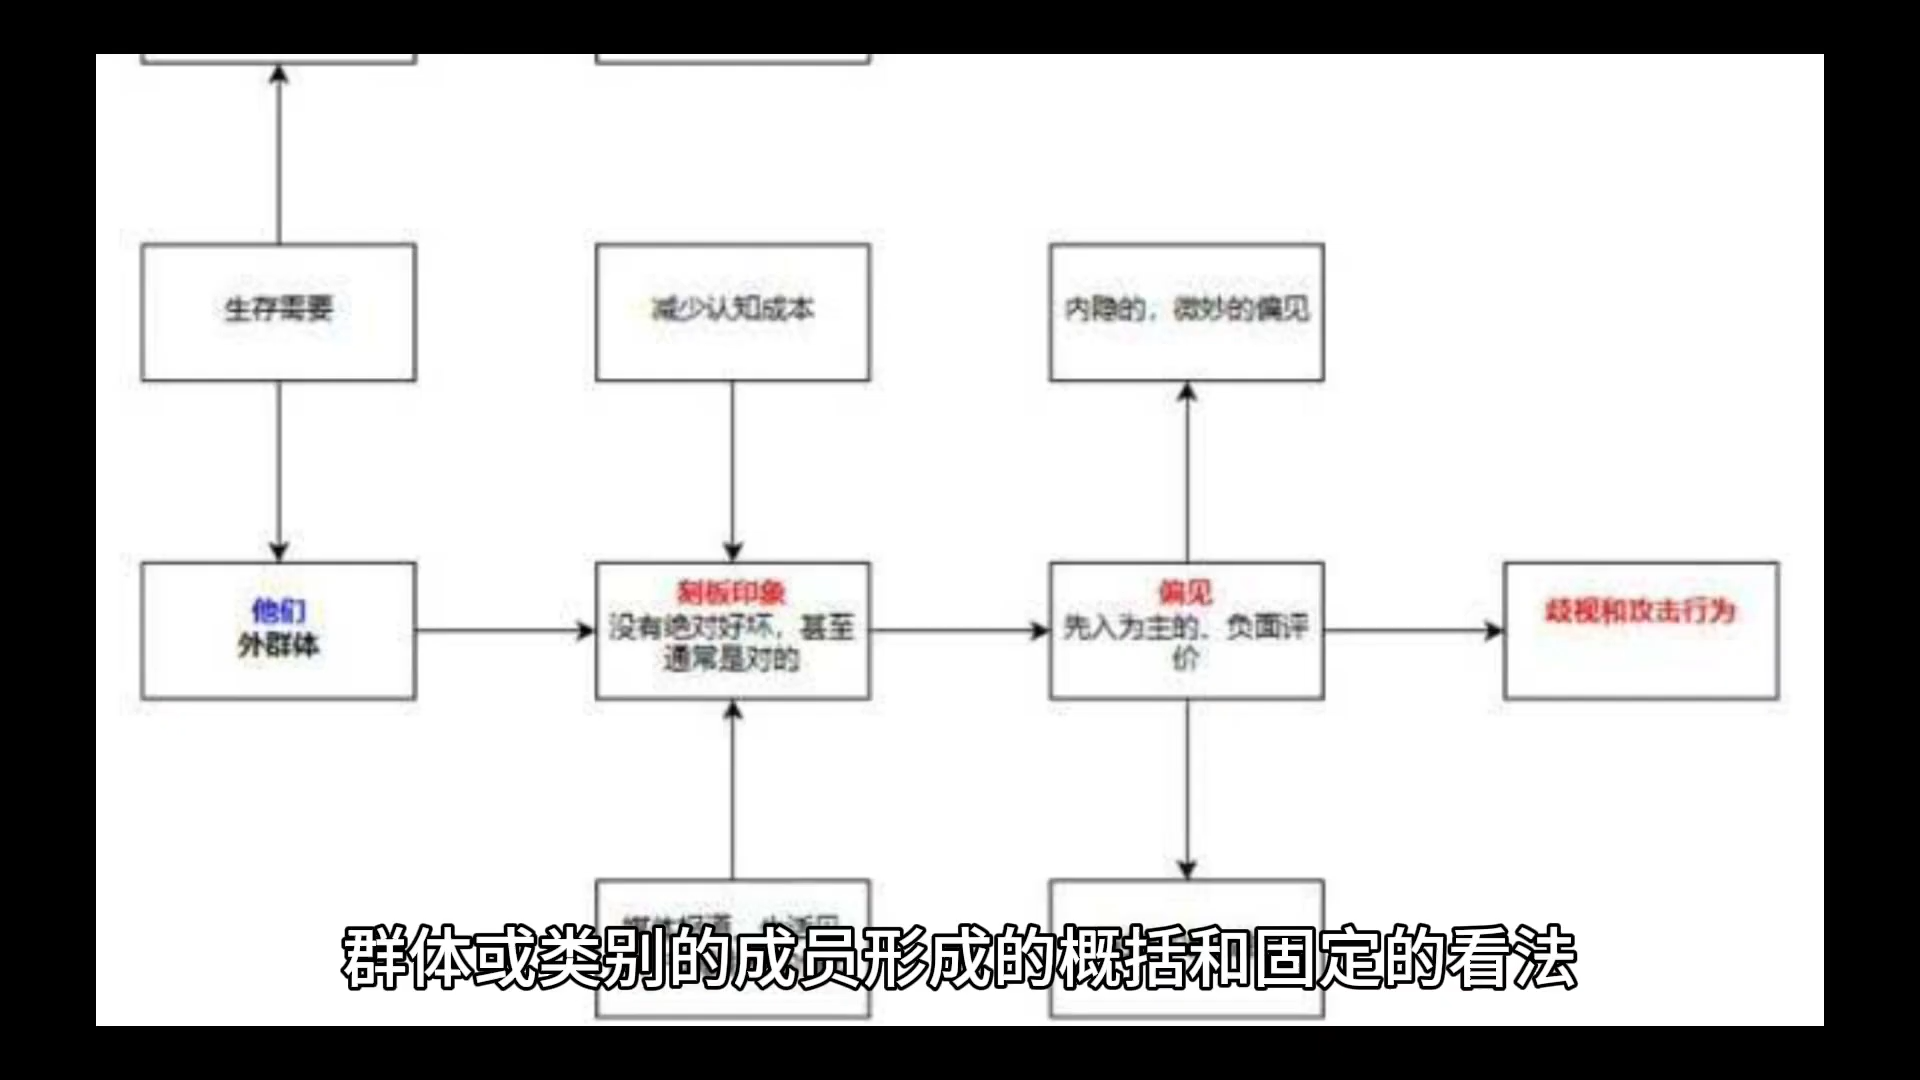 生存需要
减少认知成本
内隐的，微妙的偏见
他们
外群体
刻板印象
没有绝对好坏，甚至
通常是对的
偏见
先入为主的、负面评
价
歧视和攻击行为
群体或类别的成员形成的概括和固定的看法